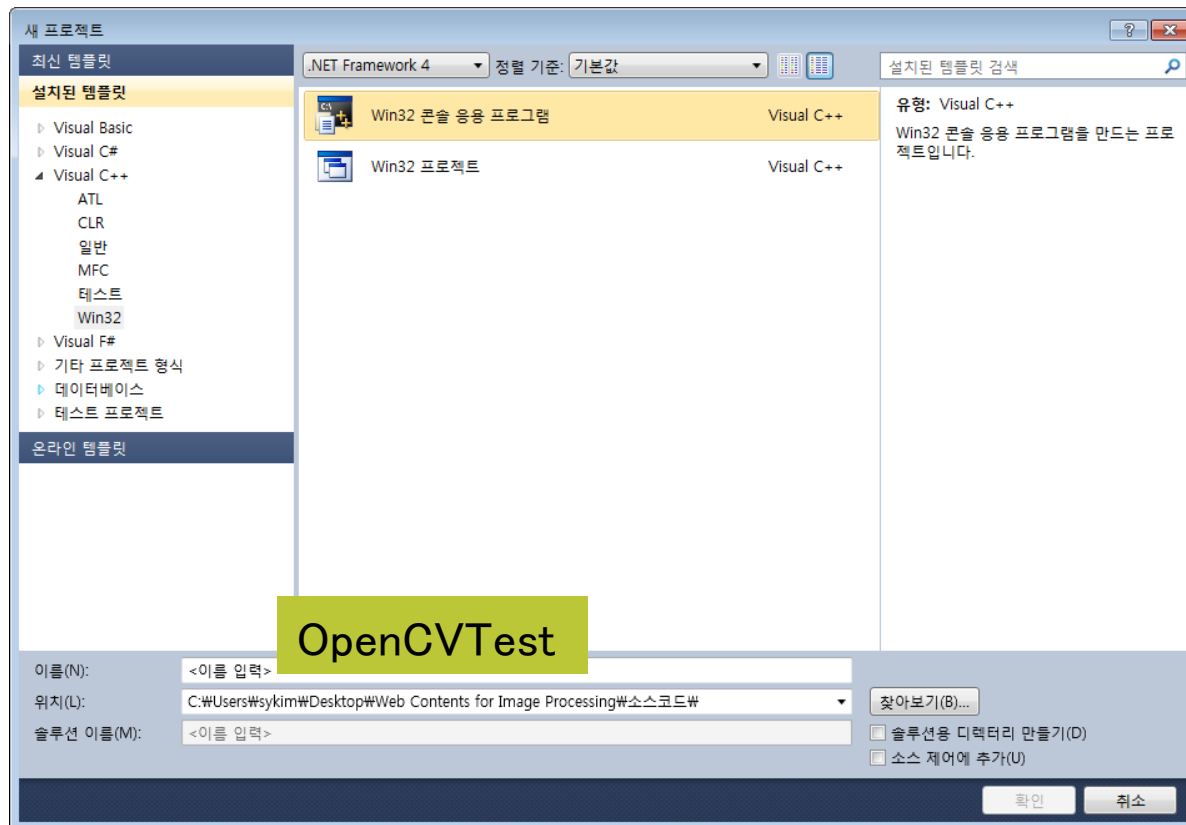 새 프로젝트
최신 템플릿
.NET Framework 4
정렬 기준:
기본값
설치된 템플릿 검색
설치된 템플릿
Visual Basic
Visual C#
Visual C++
ATL
CLR
일반
MFC
테스트
Win32
Visual F#
기타 프로젝트 형식
데이터베이스
테스트 프로젝트
온라인 템플릿
Win32 콘솔 응용 프로그램 Visual C++
Win32 프로젝트 Visual C++
유형: Visual C++
Win32 콘솔 응용 프로그램을 만드는 프로
젝트입니다.
OpenCVTest
이름(N): <이름 입력>
위치(L): C:₩Users₩sykim₩Desktop₩Web Contents for Image Processing₩소스코드₩
찾아보기(B)...
솔루션 이름(M): <이름 입력>
솔루션용 디렉터리 만들기(D)
소스 제어에 추가(U)
확인
취소